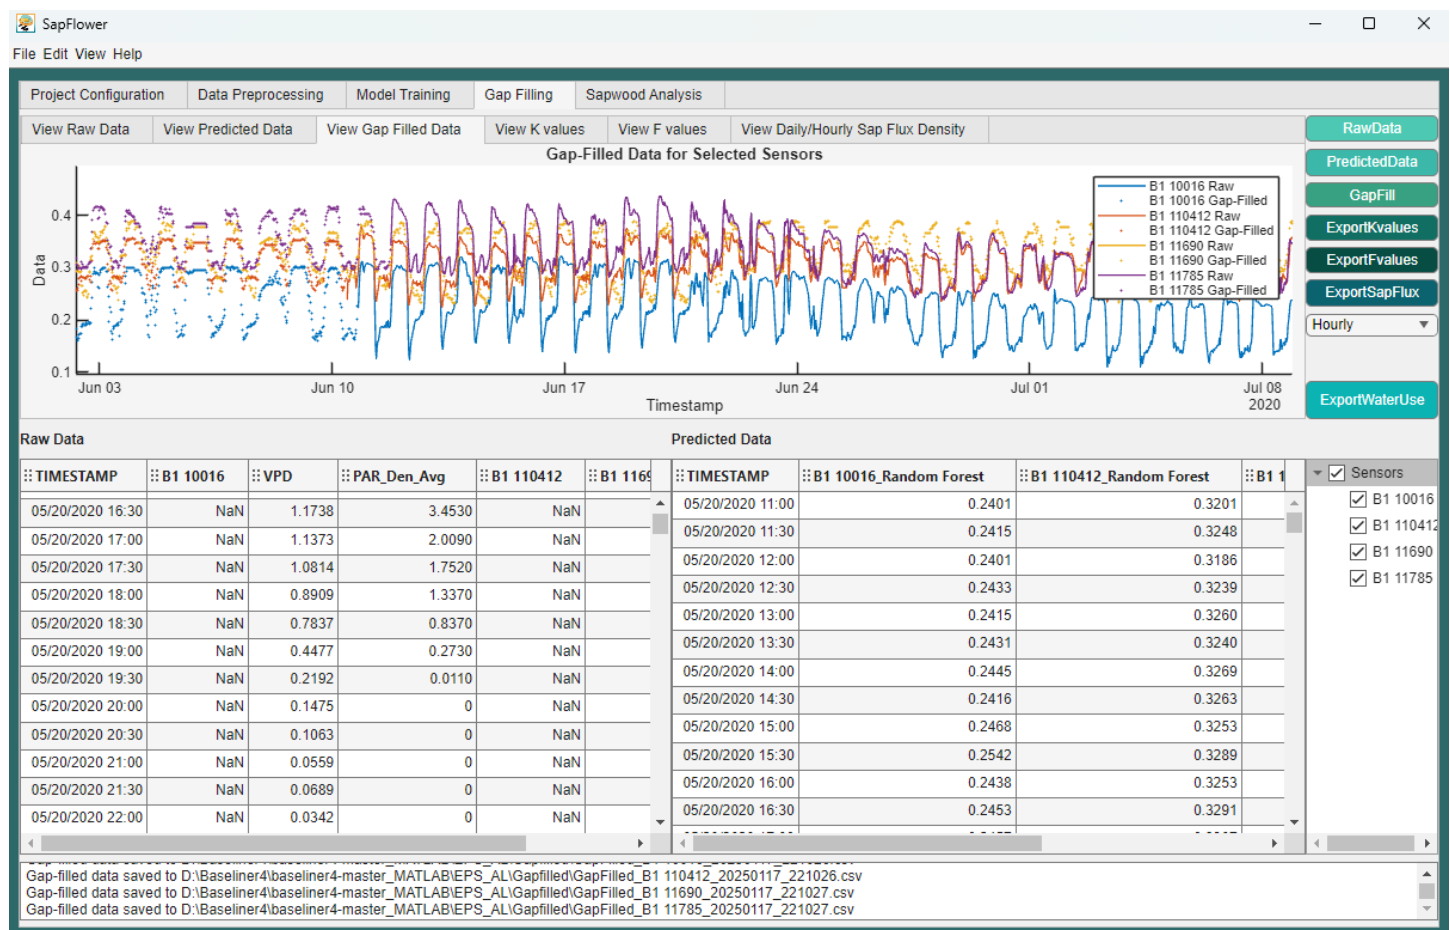 SapFlower
File Edit View Help
Project Configuration Data Preprocessing Model Training Gap Filling Sapwood Analysis
View Raw Data View Predicted Data View Gap Filled Data View K values View F values View Daily/Hourly Sap Flux Density
Gap-Filled Data for Selected Sensors
Data
0.4
0.3
0.2
0.1
Jun 03 Jun 10 Jun 17 Jun 24 Jul 01 Jul 08
2020
Timestamp
B1 10016 Raw
B1 10016 Gap-Filled
B1 110412 Raw
B1 110412 Gap-Filled
B1 11690 Raw
B1 11690 Gap-Filled
B1 11785 Raw
B1 11785 Gap-Filled
RawData
PredictedData
GapFill
ExportKvalues
ExportFvalues
ExportSapFlux
Hourly
ExportWaterUse
Raw Data
TIMESTAMP B1 10016 VPD PAR_Den_Avg B1 110412 B1 1169
05/20/2020 16:30 NaN 1.1738 3.4530 NaN
05/20/2020 17:00 NaN 1.1373 2.0090 NaN
05/20/2020 17:30 NaN 1.0814 1.7520 NaN
05/20/2020 18:00 NaN 0.8909 1.3370 NaN
05/20/2020 18:30 NaN 0.7837 0.8370 NaN
05/20/2020 19:00 NaN 0.4477 0.2730 NaN
05/20/2020 19:30 NaN 0.2192 0.0110 NaN
05/20/2020 20:00 NaN 0.1475 0 NaN
05/20/2020 20:30 NaN 0.1063 0 NaN
05/20/2020 21:00 NaN 0.0559 0 NaN
05/20/2020 21:30 NaN 0.0689 0 NaN
05/20/2020 22:00 NaN 0.0342 0 NaN
Predicted Data
TIMESTAMP B1 10016_Random Forest B1 110412_Random Forest B1 1
05/20/2020 11:00 0.2401 0.3201
05/20/2020 11:30 0.2415 0.3248
05/20/2020 12:00 0.2401 0.3186
05/20/2020 12:30 0.2433 0.3239
05/20/2020 13:00 0.2415 0.3260
05/20/2020 13:30 0.2431 0.3240
05/20/2020 14:00 0.2445 0.3269
05/20/2020 14:30 0.2416 0.3263
05/20/2020 15:00 0.2468 0.3253
05/20/2020 15:30 0.2542 0.3289
05/20/2020 16:00 0.2438 0.3253
05/20/2020 16:30 0.2453 0.3291
Sensors
B1 10016
B1 110412
B1 11690
B1 11785
Gap-filled data saved to D:\Baseliner4\baseliner4-master_MATLAB\EPS_AL\Gapfilled\GapFilled_B1 110412_20250117_221026.csv
Gap-filled data saved to D:\Baseliner4\baseliner4-master_MATLAB\EPS_AL\Gapfilled\GapFilled_B1 11690_20250117_221027.csv
Gap-filled data saved to D:\Baseliner4\baseliner4-master_MATLAB\EPS_AL\Gapfilled\GapFilled_B1 11785_20250117_221027.csv